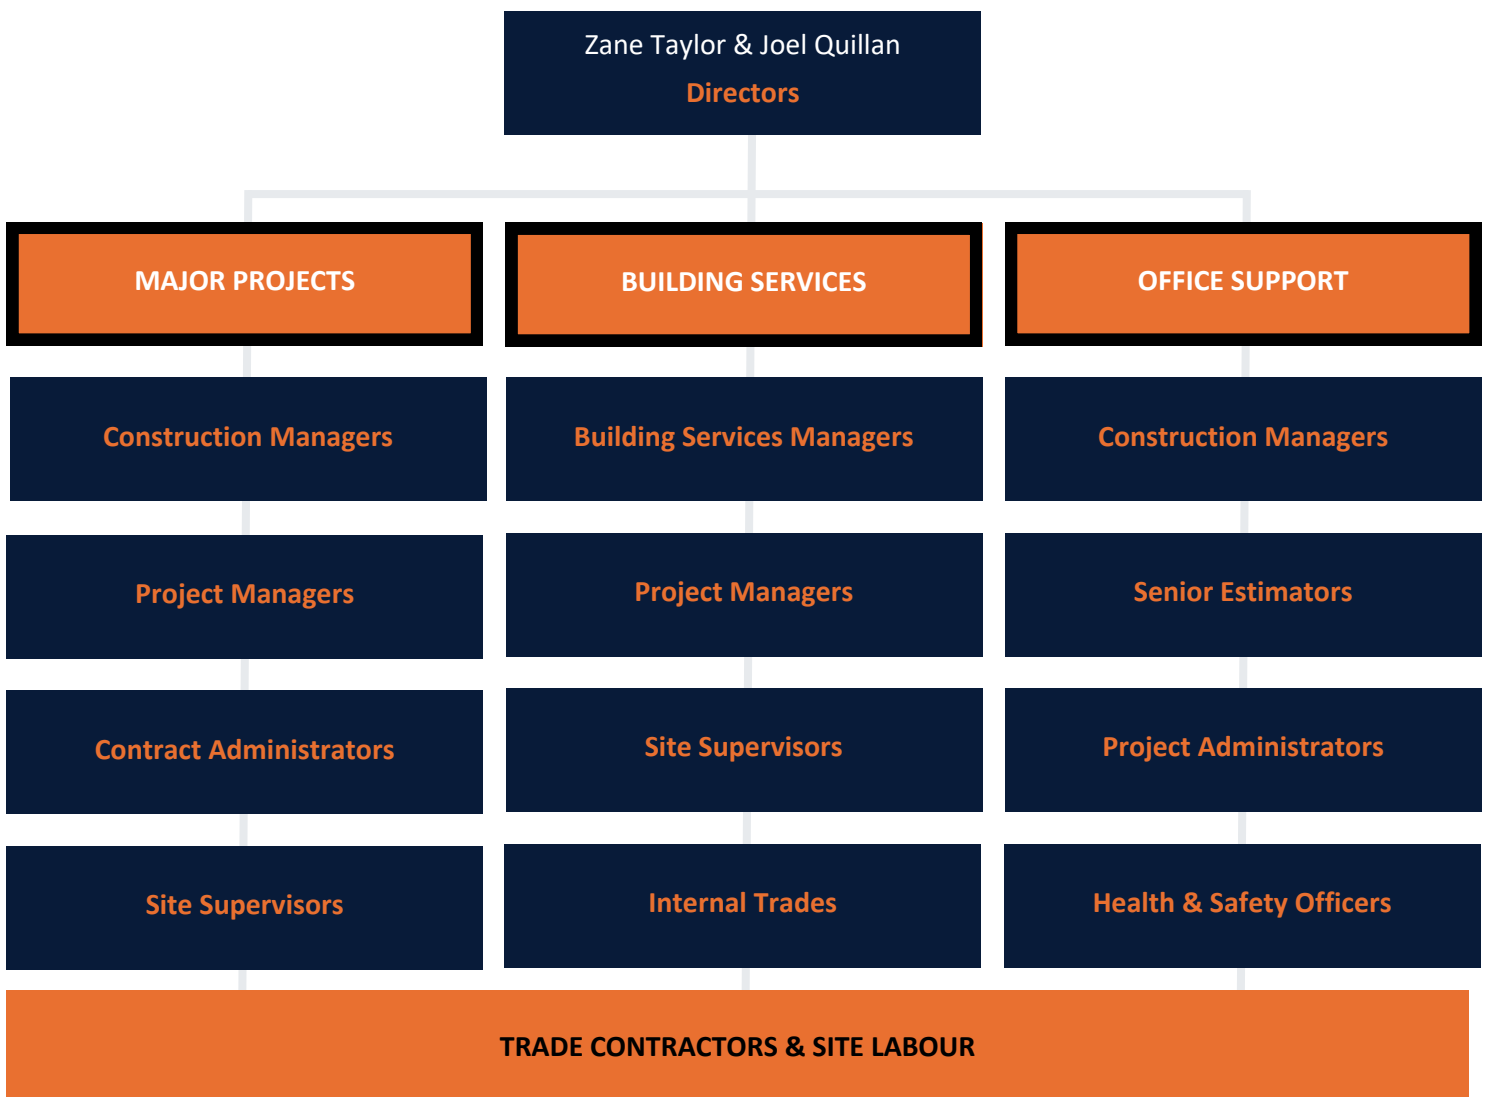 Zane Taylor & Joel Quillan
Directors
MAJOR PROJECTS
BUILDING SERVICES
OFFICE SUPPORT
Construction Managers
Building Services Managers
Construction Managers
Project Managers
Project Managers
Senior Estimators
Contract Administrators
Site Supervisors
Project Administrators
Site Supervisors
Internal Trades
Health & Safety Officers
TRADE CONTRACTORS & SITE LABOUR